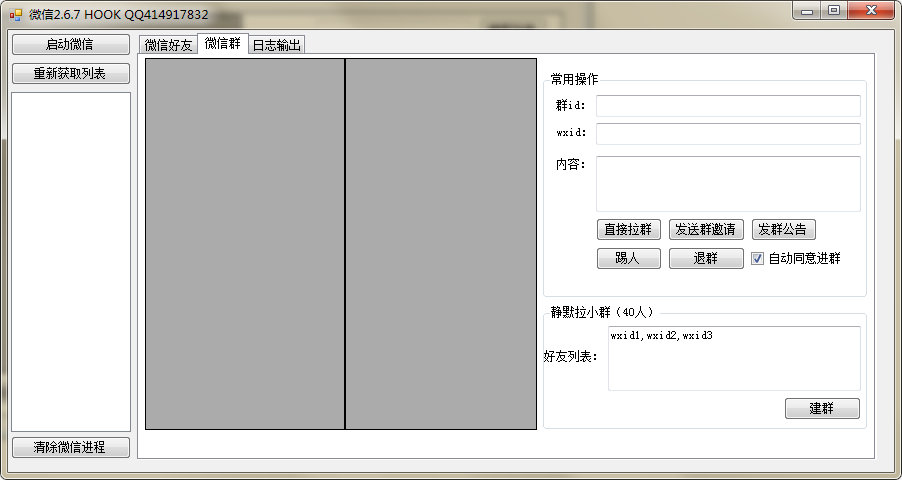 微信2.6.7 HOOK QQ414917832
启动微信
重新获取列表
清除微信进程
微信好友 微信群 日志输出
常用操作
群id:
wxid:
内容:
直接拉群 发送群邀请 发群公告
踢人 退群 自动同意进群
静默拉小群（40人）
好友列表:
wxid1,wxid2,wxid3
建群